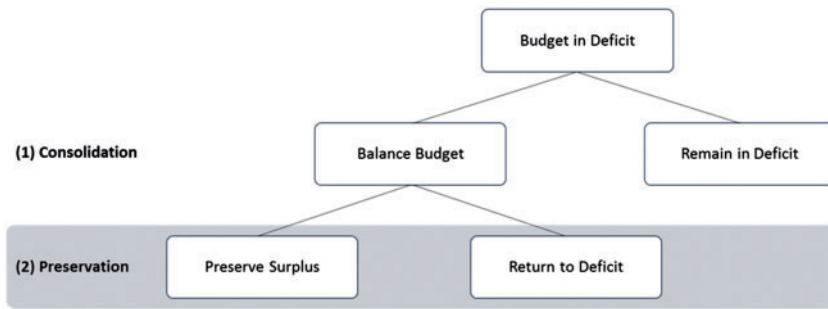 Budget in Deficit
(1) Consolidation
Balance Budget
Remain in Deficit
(2) Preservation
Preserve Surplus
Return to Deficit